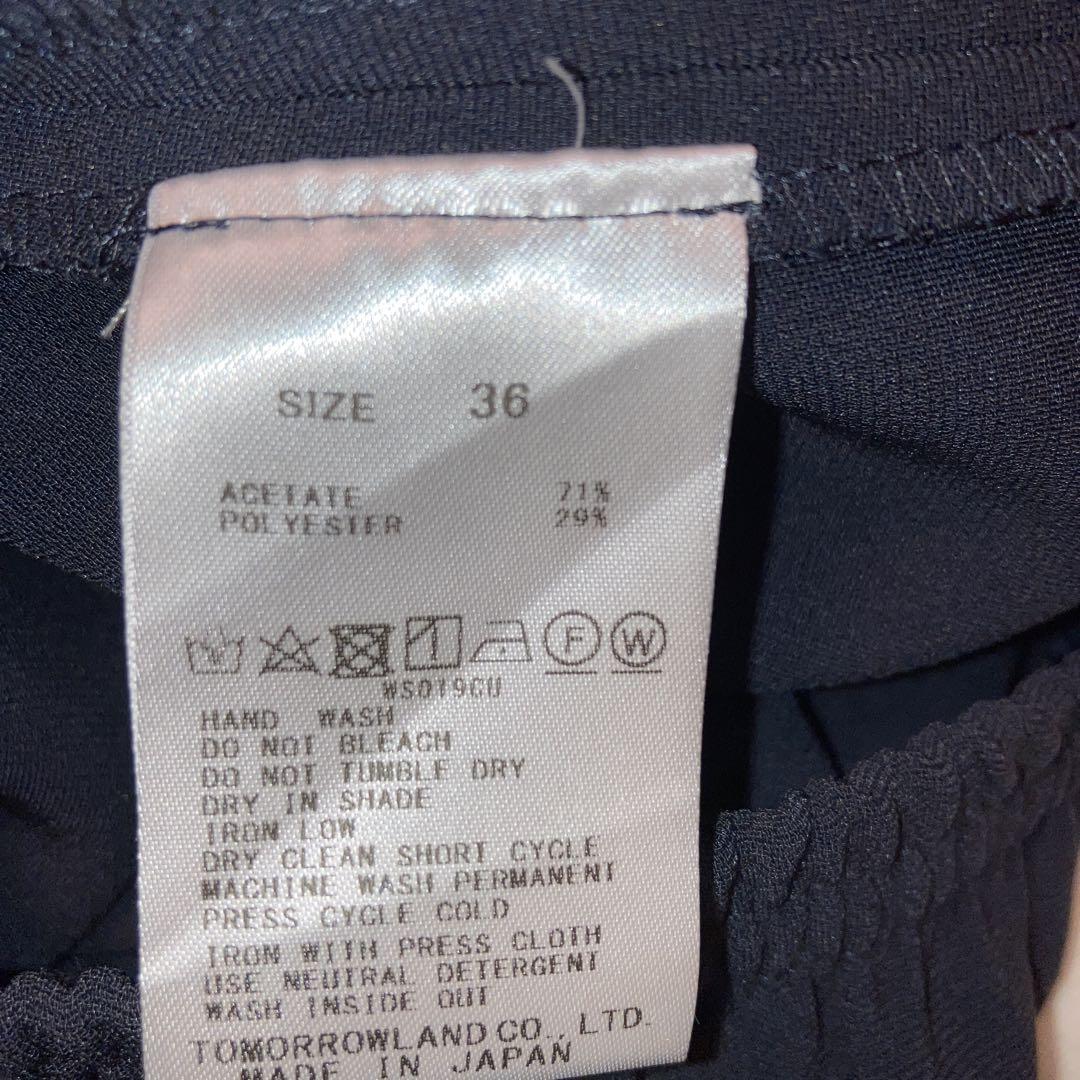 SIZE 36
ACETATE 71%
POLYESTER 29%
F W
WS019CU
HAND WASH
DO NOT BLEACH
DO NOT TUMBLE DRY
DRY IN SHADE
IRON LOW
DRY CLEAN SHORT CYCLE
MACHINE WASH PERMANENT
PRESS CYCLE COLD
IRON WITH PRESS CLOTH
USE NEUTRAL DETERGENT
WASH INSIDE OUT
TOMORROWLAND CO., LTD.
MADE IN JAPAN